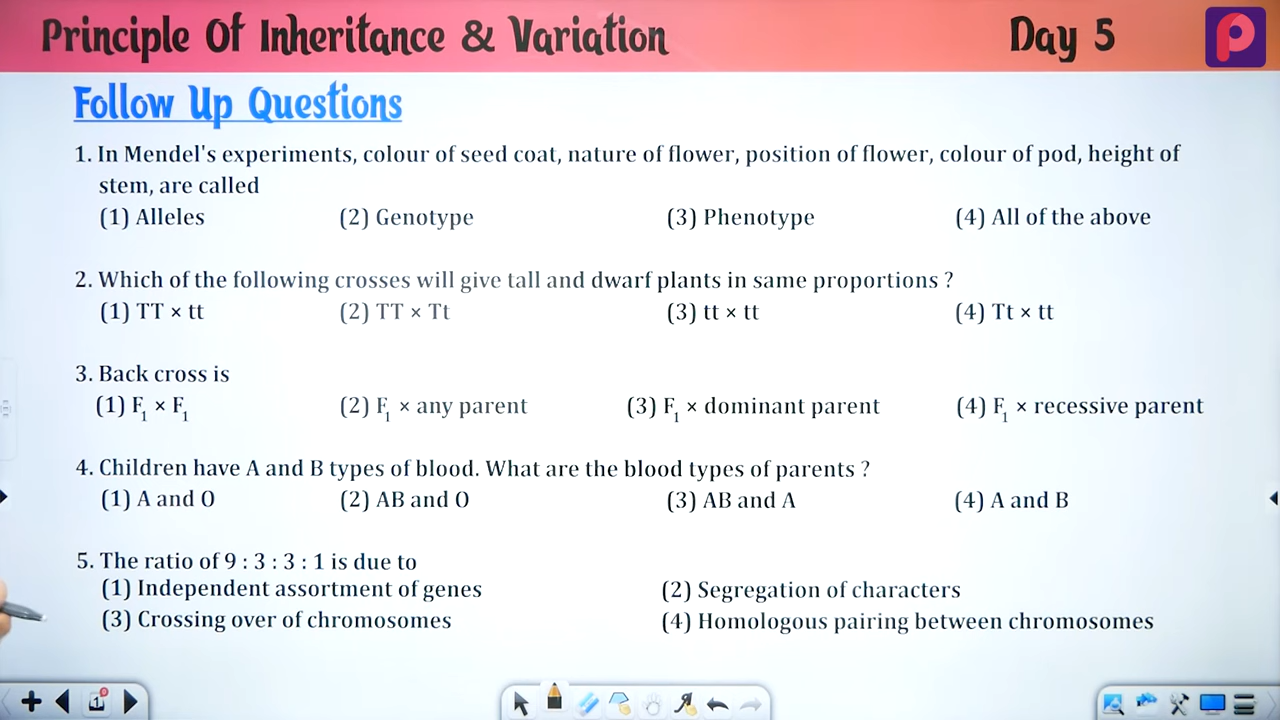 Principle Of Inheritance & Variation Day 5
Follow Up Questions
1. In Mendel's experiments, colour of seed coat, nature of flower, position of flower, colour of pod, height of
stem, are called
(1) Alleles (2) Genotype (3) Phenotype (4) All of the above
2. Which of the following crosses will give tall and dwarf plants in same proportions ?
(1) TT × tt (2) TT × Tt (3) tt × tt (4) Tt × tt
3. Back cross is
(1) F₁ × F₁ (2) F₁ × any parent (3) F₁ × dominant parent (4) F₁ × recessive parent
4. Children have A and B types of blood. What are the blood types of parents ?
(1) A and O (2) AB and O (3) AB and A (4) A and B
5. The ratio of 9 : 3 : 3 : 1 is due to
(1) Independent assortment of genes (2) Segregation of characters
(3) Crossing over of chromosomes (4) Homologous pairing between chromosomes
1